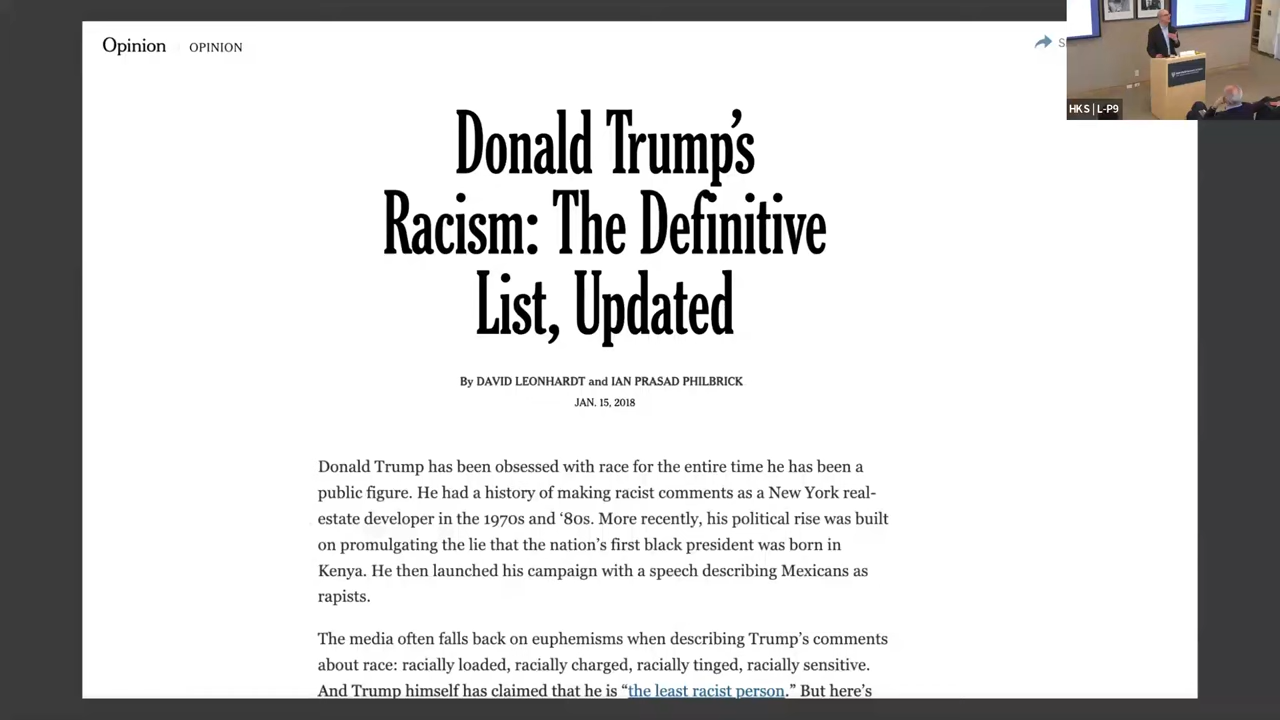 Opinion OPINION
Donald Trump’s
Racism: The Definitive
List, Updated
By DAVID LEONHARDT and IAN PRASAD PHILBRICK
JAN. 15, 2018
Donald Trump has been obsessed with race for the entire time he has been a
public figure. He had a history of making racist comments as a New York real-
estate developer in the 1970s and ‘80s. More recently, his political rise was built
on promulgating the lie that the nation’s first black president was born in
Kenya. He then launched his campaign with a speech describing Mexicans as
rapists.
The media often falls back on euphemisms when describing Trump’s comments
about race: racially loaded, racially charged, racially tinged, racially sensitive.
And Trump himself has claimed that he is “the least racist person.” But here’s
HKS | L-P9